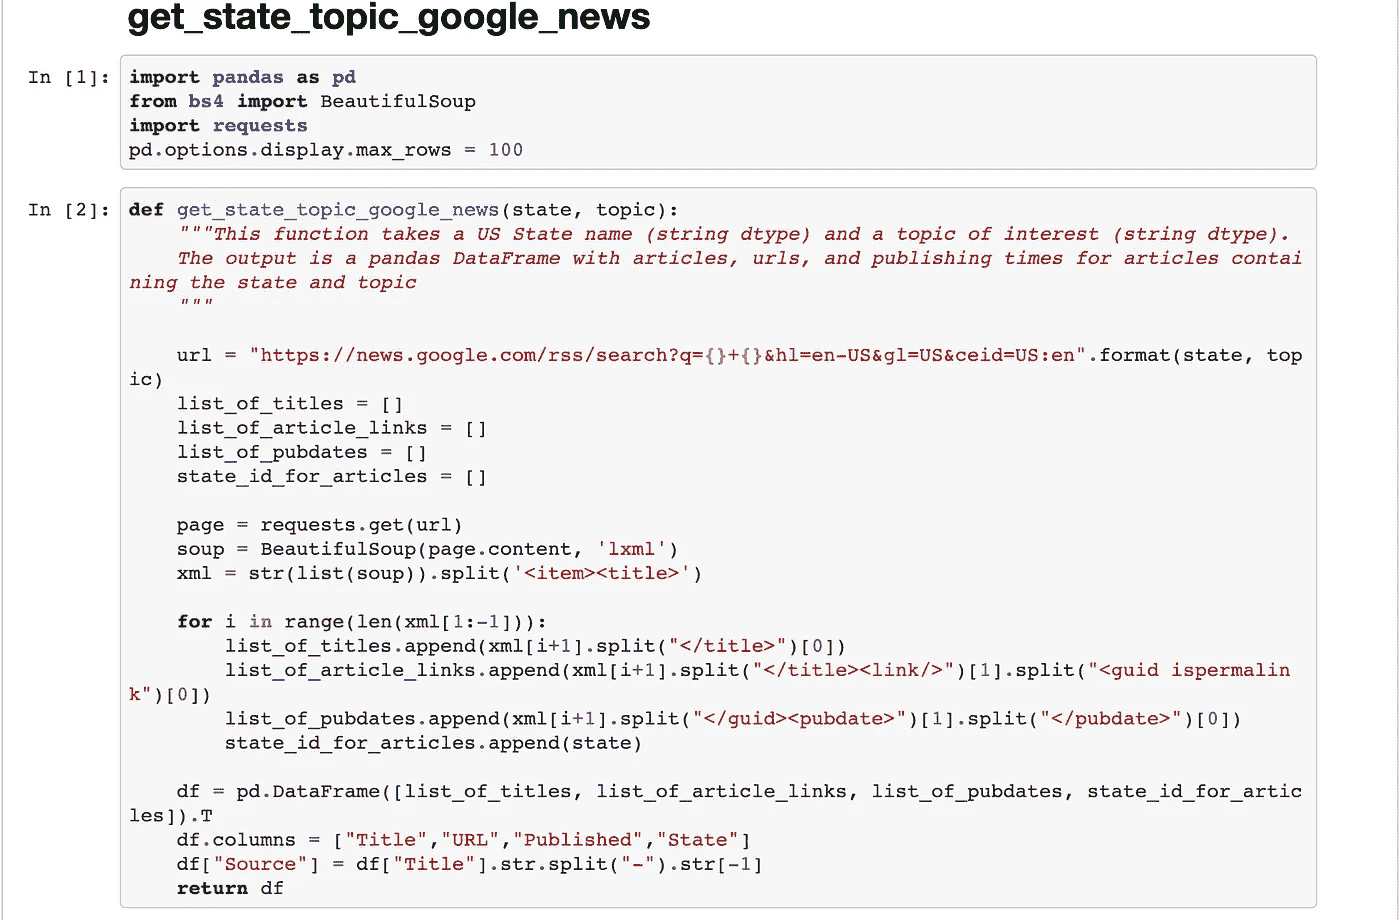 get_state_topic_google_news
In [1]:
import pandas as pd
from bs4 import BeautifulSoup
import requests
pd.options.display.max_rows = 100
In [2]:
def get_state_topic_google_news(state, topic):
    """This function takes a US State name (string dtype) and a topic of interest (string dtype).
    The output is a pandas DataFrame with articles, urls, and publishing times for articles contai
ning the state and topic
    """
    url = "https://news.google.com/rss/search?q={}+{}&hl=en-US&gl=US&ceid=US:en".format(state, top
ic)
    list_of_titles = []
    list_of_article_links = []
    list_of_pubdates = []
    state_id_for_articles = []
    page = requests.get(url)
    soup = BeautifulSoup(page.content, 'lxml')
    xml = str(list(soup)).split('<item><title>')
    for i in range(len(xml[1:-1])):
        list_of_titles.append(xml[i+1].split("</title>")[0])
        list_of_article_links.append(xml[i+1].split("</title><link/>")[1].split("<guid ispermalin
k")[0])
        list_of_pubdates.append(xml[i+1].split("</guid><pubdate>")[1].split("</pubdate>")[0])
        state_id_for_articles.append(state)
    df = pd.DataFrame([list_of_titles, list_of_article_links, list_of_pubdates, state_id_for_artic
les]).T
    df.columns = ["Title","URL","Published","State"]
    df["Source"] = df["Title"].str.split("-").str[-1]
    return df